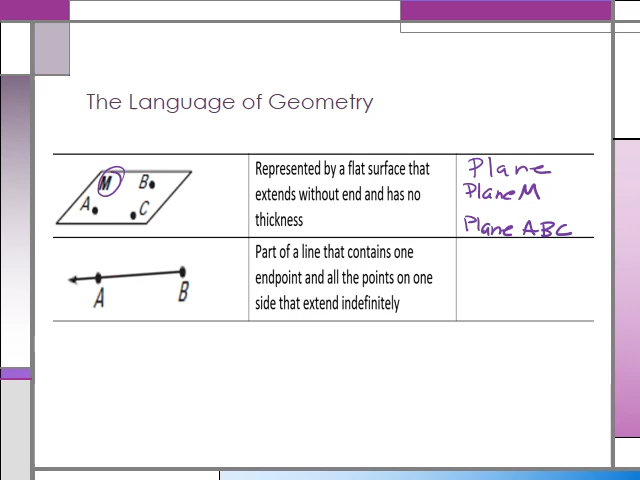 The Language of Geometry
M
B
A
C
Represented by a flat surface that
extends without end and has no
thickness
Plane
Plane M
Plane ABC
A
B
Part of a line that contains one
endpoint and all the points on one
side that extend indefinitely